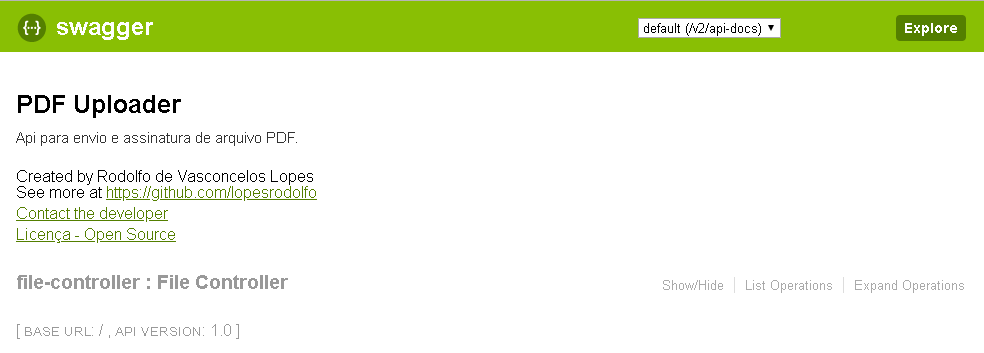 {··} swagger default (/v2/api-docs) ▼ Explore
PDF Uploader
Api para envio e assinatura de arquivo PDF.
Created by Rodolfo de Vasconcelos Lopes
See more at https://github.com/lopesrodolfo
Contact the developer
Licença - Open Source
file-controller : File Controller Show/Hide List Operations Expand Operations
[ BASE URL: / , API VERSION: 1.0 ]